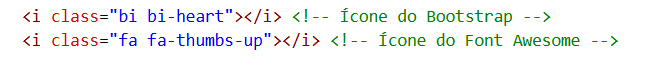 <i class="bi bi-heart"></i> <!-- Ícone do Bootstrap -->
<i class="fa fa-thumbs-up"></i> <!-- Ícone do Font Awesome -->